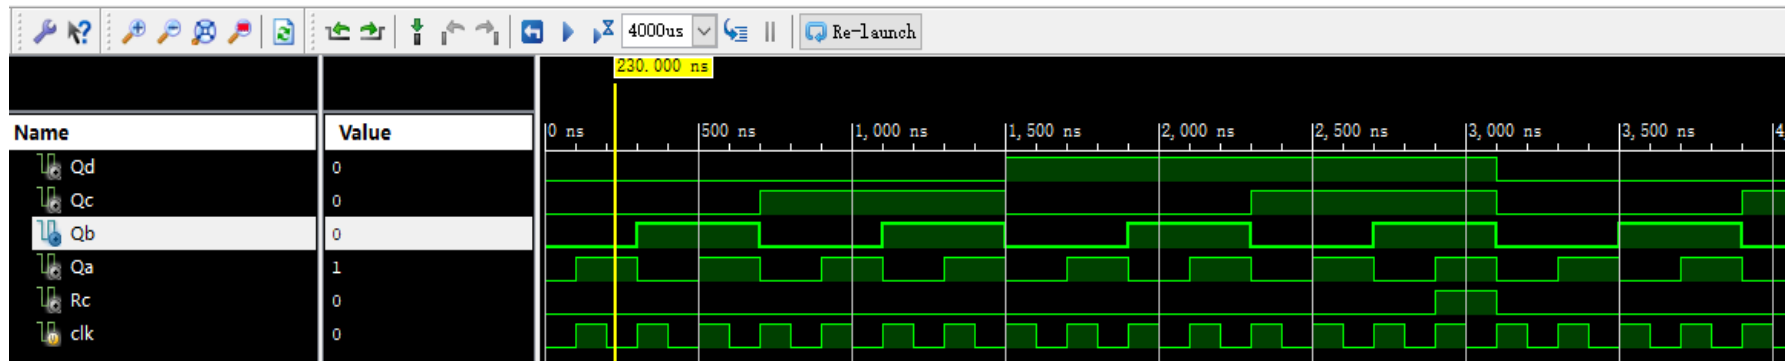 4000us Re-launch
230.000 ns
Name Value 0 ns 500 ns 1,000 ns 1,500 ns 2,000 ns 2,500 ns 3,000 ns 3,500 ns 4
Qd 0
Qc 0
Qb 0
Qa 1
Rc 0
clk 0